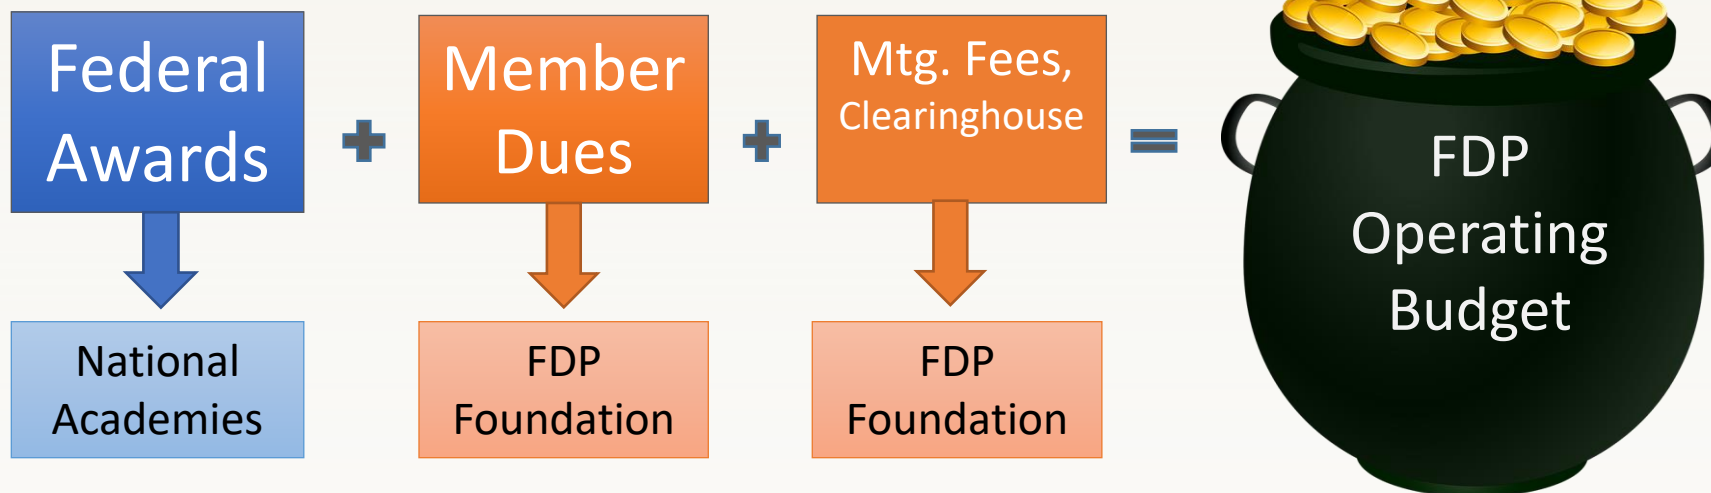 Federal
Awards
Member
Dues
Mtg. Fees,
Clearinghouse
FDP
Operating
Budget
National
Academies
FDP
Foundation
FDP
Foundation